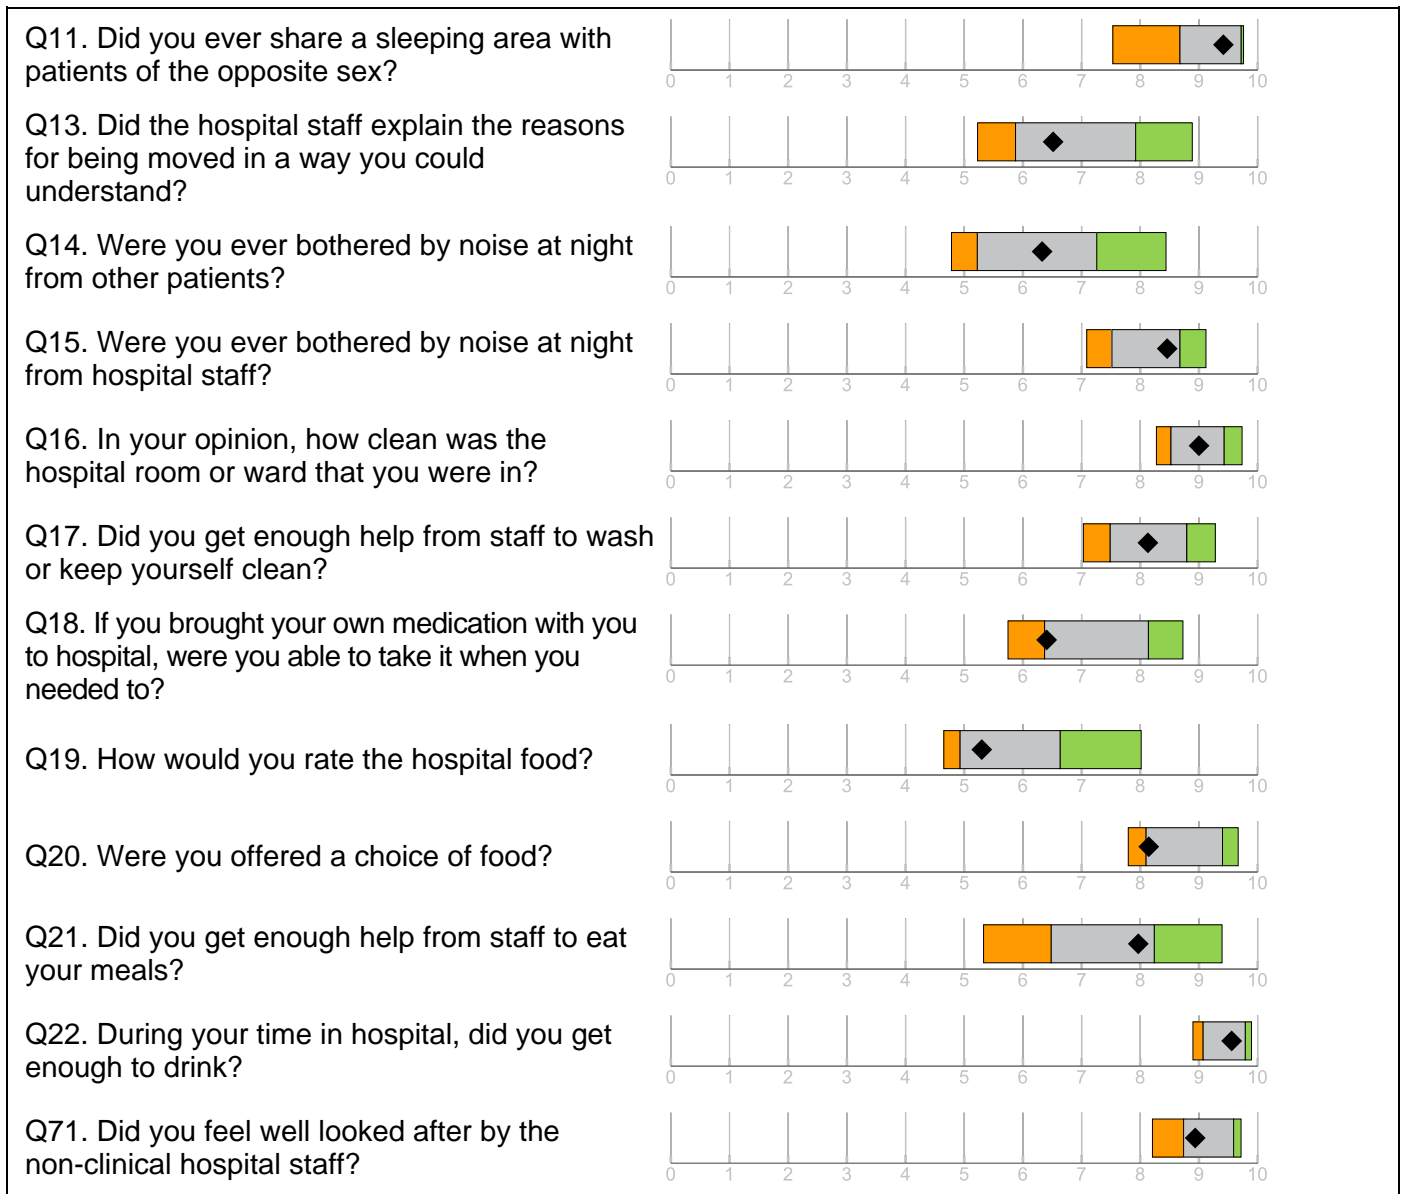 Q11. Did you ever share a sleeping area with
patients of the opposite sex?
0 1 2 3 4 5 6 7 8 9 10
Q13. Did the hospital staff explain the reasons
for being moved in a way you could
understand?
0 1 2 3 4 5 6 7 8 9 10
Q14. Were you ever bothered by noise at night
from other patients?
0 1 2 3 4 5 6 7 8 9 10
Q15. Were you ever bothered by noise at night
from hospital staff?
0 1 2 3 4 5 6 7 8 9 10
Q16. In your opinion, how clean was the
hospital room or ward that you were in?
0 1 2 3 4 5 6 7 8 9 10
Q17. Did you get enough help from staff to wash
or keep yourself clean?
0 1 2 3 4 5 6 7 8 9 10
Q18. If you brought your own medication with you
to hospital, were you able to take it when you
needed to?
0 1 2 3 4 5 6 7 8 9 10
Q19. How would you rate the hospital food?
0 1 2 3 4 5 6 7 8 9 10
Q20. Were you offered a choice of food?
0 1 2 3 4 5 6 7 8 9 10
Q21. Did you get enough help from staff to eat
your meals?
0 1 2 3 4 5 6 7 8 9 10
Q22. During your time in hospital, did you get
enough to drink?
0 1 2 3 4 5 6 7 8 9 10
Q71. Did you feel well looked after by the
non-clinical hospital staff?
0 1 2 3 4 5 6 7 8 9 10